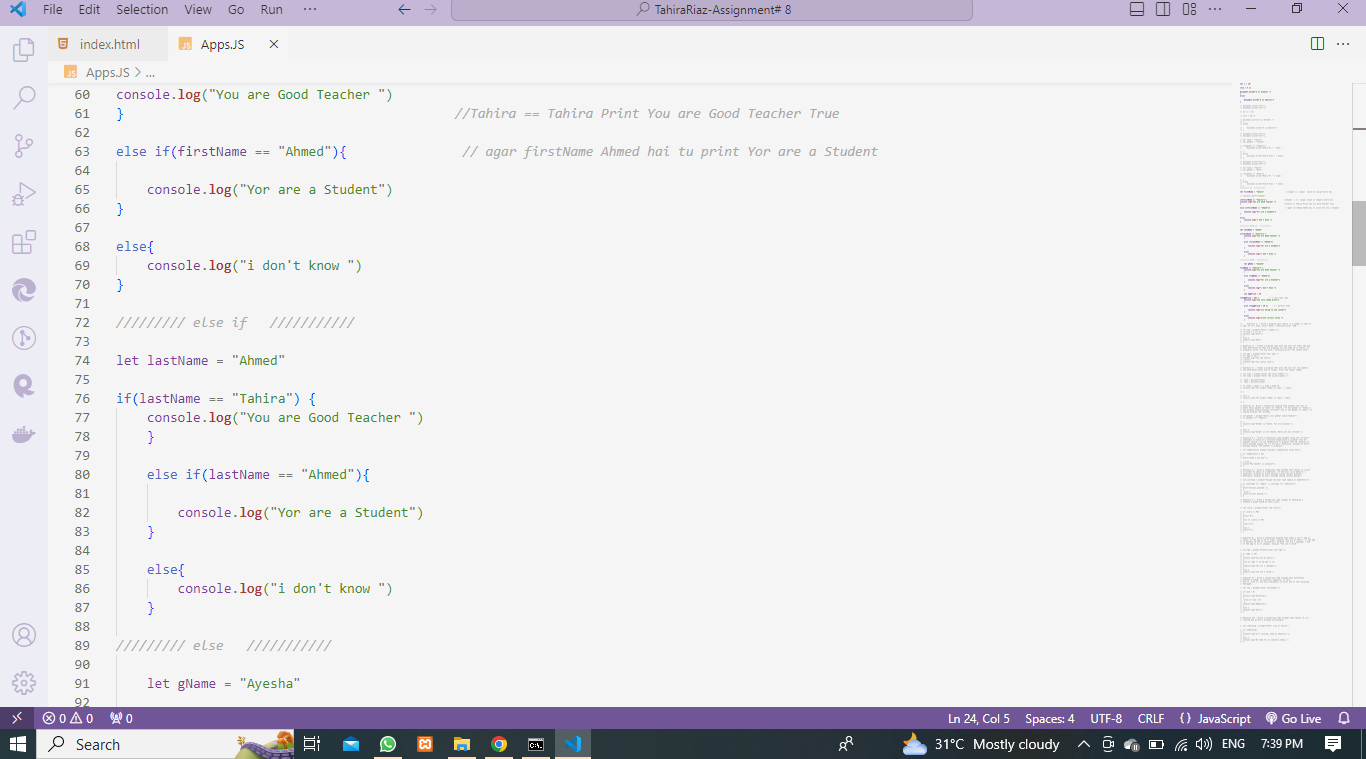 File Edit Selection View Go Run ··· TahiraRiaz-Assignment# 8
index.html Apps.JS
Apps.JS > ...
60 console.log("You are Good Teacher ")
61 } //Tahira == Tahira Print You are Good Teacher True
62
63 else if(firstName == "Ahmed"){ // agar first name Ahmed hai tu print Yor are a Student
64
65 console.log("Yor are a Student")
66 }
67
68 else{
69 console.log("i don't know ")
70 }
71
72 ///////// else if ///////////
73
74 let lastName = "Ahmed"
75
76 if(lastName == "Tahira") {
77 console.log("You are Good Teacher ")
78 }
79
80 else if(lastName == "Ahmed"){
81
82 console.log("Yor are a Student")
83 }
84
85 else{
86 console.log("i don't know ")
87 }
88
89 ///////// else ///////////
90
91 let gName = "Ayesha"
92
0 0 0 Ln 24, Col 5 Spaces: 4 UTF-8 CRLF {} JavaScript Go Live
Search 31°C Mostly cloudy ENG 7:39 PM